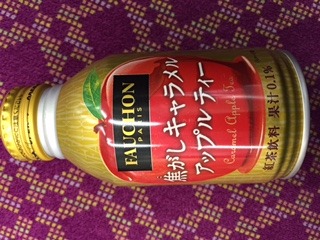 FAUCHON
PARIS
焦がしキャラメル
アップルティー
Caramel Apple Tea
紅茶飲料 果汁0.1%